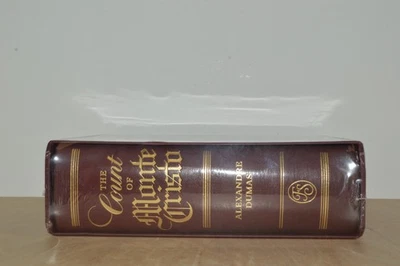 THE
Count
OF
Monte
Cristo
ALEXANDRE
DUMAS